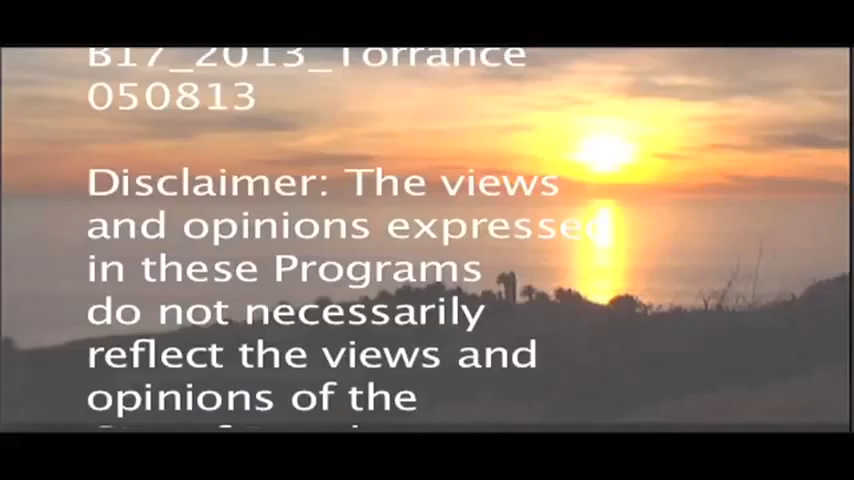 B17_2013_Torrance
050813
Disclaimer: The views
and opinions expressed
in these Programs
do not necessarily
reflect the views and
opinions of the